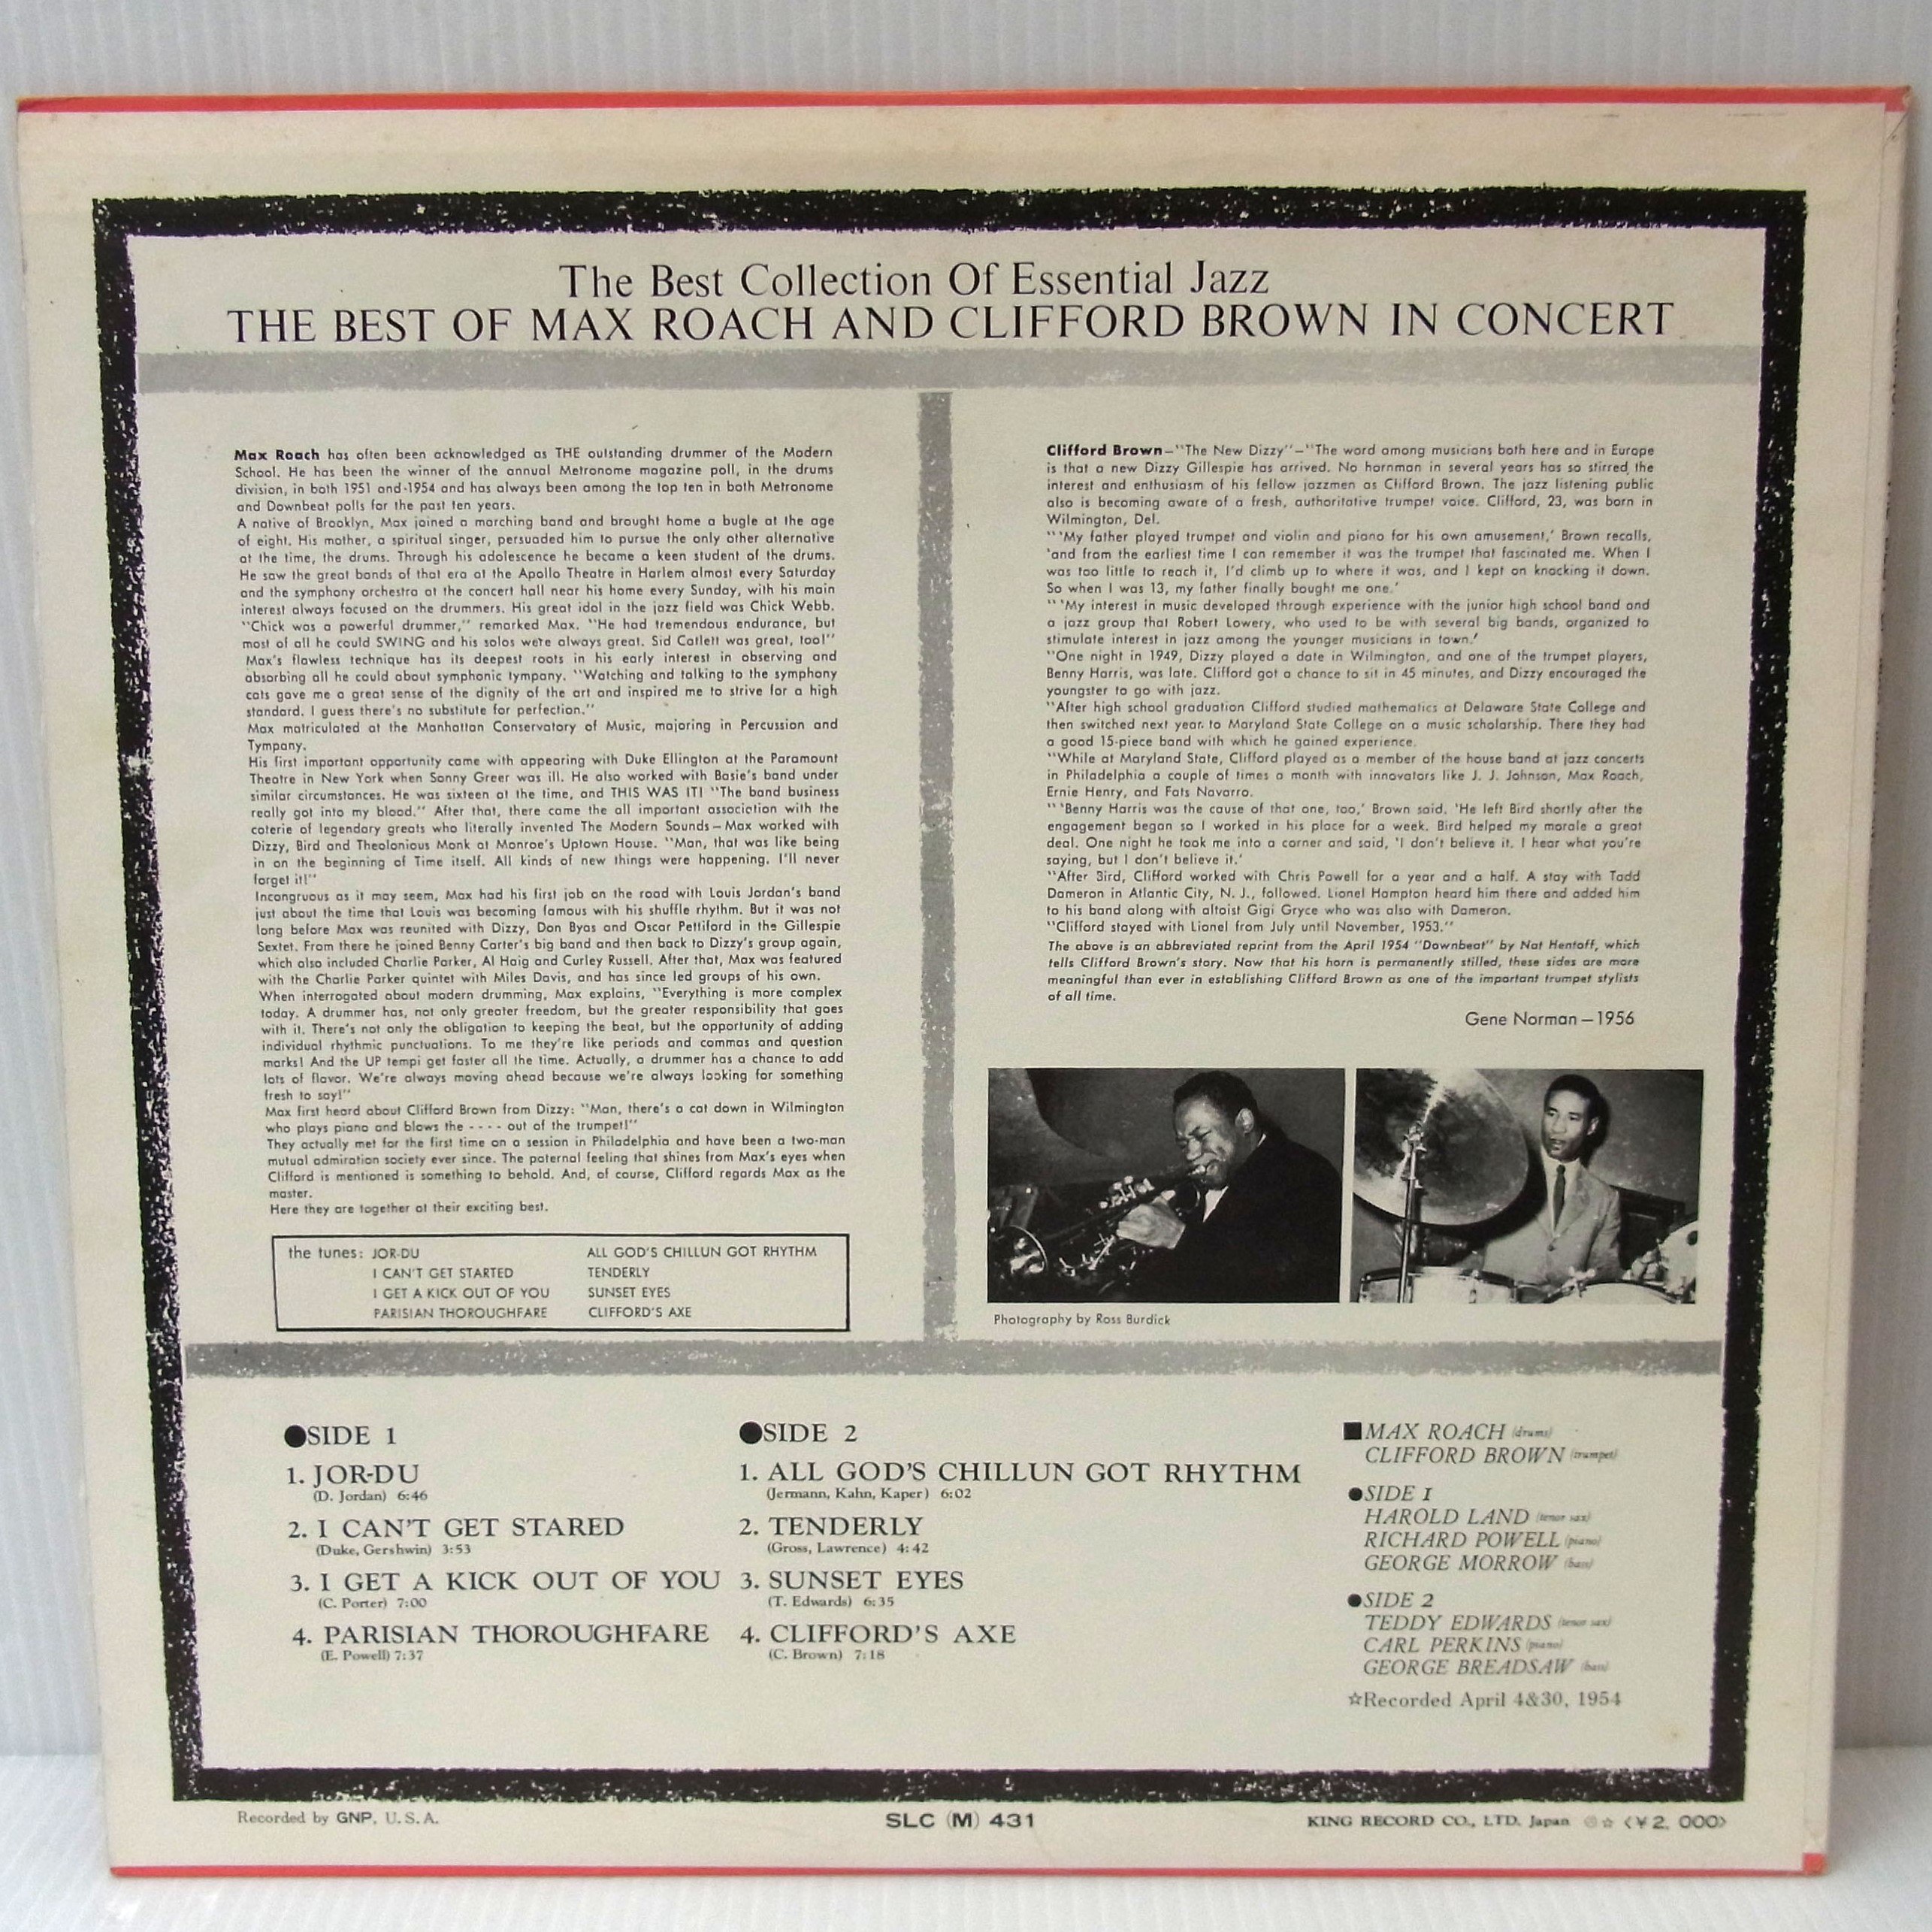 The Best Collection Of Essential Jazz
THE BEST OF MAX ROACH AND CLIFFORD BROWN IN CONCERT
Max Roach has often been acknowledged as THE outstanding drummer of the Modern
School. He has been the winner of the annual Metronome magazine poll, in the drums
division, in both 1951 and 1954 and has always been among the top ten in both Metronome
and Downbeat polls for the past ten years.
A native of Brooklyn, Max joined a marching band and brought home a bugle at the age
of eight. His mother, a spiritual singer, persuaded him to pursue the only other alternative
at the time, the drums. Through his adolescence he became a keen student of the drums.
He saw the great bands of that era at the Apollo Theatre in Harlem almost every Saturday
and the symphony orchestra at the concert hall near his home every Sunday, with his main
interest always focused on the drummers. His great idol in the jazz field was Chick Webb.
"Chick was a powerful drummer," remarked Max. "He had tremendous endurance, but
most of all he could SWING and his solos were always great. Sid Catlett was great, too!"
Max's flawless technique has its deepest roots in his early interest in observing and
absorbing all he could about symphonic tympany. "Watching and talking to the symphony
cats gave me a great sense of the dignity of the art and inspired me to strive for a high
standard. I guess there's no substitute for perfection."
Max matriculated at the Manhattan Conservatory of Music, majoring in Percussion and
Tympany.
His first important opportunity came with appearing with Duke Ellington at the Paramount
Theatre in New York when Sonny Greer was ill. He also worked with Basie's band under
similar circumstances. He was sixteen at the time, and THIS WAS IT! "The band business
really got into my blood." After that, there came the all important association with the
coterie of legendary greats who literally invented The Modern Sounds—Max worked with
Dizzy, Bird and Theolonious Monk at Monroe's Uptown House. "Man, that was like being
in on the beginning of Time itself. All kinds of new things were happening. I'll never
forget it!"
Incongruous as it may seem, Max had his first job on the road with Louis Jordan's band
just about the time that Louis was becoming famous with his shuffle rhythm. But it was not
long before Max was reunited with Dizzy, Don Byas and Oscar Pettiford in the Gillespie
Sextet. From there he joined Benny Carter's big band and then back to Dizzy's group again,
which also included Charlie Parker, Al Haig and Curley Russell. After that, Max was featured
with the Charlie Parker quintet with Miles Davis, and has since led groups of his own.
When interrogated about modern drumming, Max explains, "Everything is more complex
today. A drummer has, not only greater freedom, but the greater responsibility that goes
with it. There's not only the obligation to keeping the beat, but the opportunity of adding
individual rhythmic punctuations. To me they're like periods and commas and question
marks! And the UP tempi get faster all the time. Actually, a drummer has a chance to add
lots of flavor. We're always moving ahead because we're always looking for something
fresh to say!"
Max first heard about Clifford Brown from Dizzy: "Man, there's a cat down in Wilmington
who plays piano and blows the - - - - out of the trumpet!"
They actually met for the first time on a session in Philadelphia and have been a two-man
mutual admiration society ever since. The paternal feeling that shines from Max's eyes when
Clifford is mentioned is something to behold. And, of course, Clifford regards Max as the
master.
Here they are together at their exciting best.
the tunes: JOR-DU ALL GOD'S CHILLUN GOT RHYTHM
I CAN'T GET STARTED TENDERLY
I GET A KICK OUT OF YOU SUNSET EYES
PARISIAN THOROUGHFARE CLIFFORD'S AXE
Clifford Brown—"The New Dizzy"—"The word among musicians both here and in Europe
is that a new Dizzy Gillespie has arrived. No hornman in several years has so stirred the
interest and enthusiasm of his fellow jazzmen as Clifford Brown. The jazz listening public
also is becoming aware of a fresh, authoritative trumpet voice. Clifford, 23, was born in
Wilmington, Del.
"'My father played trumpet and violin and piano for his own amusement,' Brown recalls,
'and from the earliest time I can remember it was the trumpet that fascinated me. When I
was too little to reach it, I'd climb up to where it was, and I kept on knocking it down.
So when I was 13, my father finally bought me one.'
"'My interest in music developed through experience with the junior high school band and
a jazz group that Robert Lowery, who used to be with several big bands, organized to
stimulate interest in jazz among the younger musicians in town.'
"One night in 1949, Dizzy played a date in Wilmington, and one of the trumpet players,
Benny Harris, was late. Clifford got a chance to sit in 45 minutes, and Dizzy encouraged the
youngster to go with jazz.
"After high school graduation Clifford studied mathematics at Delaware State College and
then switched next year to Maryland State College on a music scholarship. There they had
a good 15-piece band with which he gained experience.
"While at Maryland State, Clifford played as a member of the house band at jazz concerts
in Philadelphia a couple of times a month with innovators like J. J. Johnson, Max Roach,
Ernie Henry, and Fats Navarro.
"'Benny Harris was the cause of that one, too,' Brown said. 'He left Bird shortly after the
engagement began so I worked in his place for a week. Bird helped my morale a great
deal. One night he took me into a corner and said, 'I don't believe it. I hear what you're
saying, but I don't believe it.'
"After Bird, Clifford worked with Chris Powell for a year and a half. A stay with Tadd
Dameron in Atlantic City, N. J., followed. Lionel Hampton heard him there and added him
to his band along with altoist Gigi Gryce who was also with Dameron.
"Clifford stayed with Lionel from July until November, 1953."
The above is an abbreviated reprint from the April 1954 "Downbeat" by Nat Hentoff, which
tells Clifford Brown's story. Now that his horn is permanently stilled, these sides are more
meaningful than ever in establishing Clifford Brown as one of the important trumpet stylists
of all time.
Gene Norman—1956
Photography by Ross Burdick
●SIDE 1
1. JOR-DU
(D. Jordan) 6:46
2. I CAN'T GET STARED
(Duke, Gershwin) 3:53
3. I GET A KICK OUT OF YOU
(C. Porter) 7:00
4. PARISIAN THOROUGHFARE
(E. Powell) 7:37
●SIDE 2
1. ALL GOD'S CHILLUN GOT RHYTHM
(Jermann, Kahn, Kaper) 6:02
2. TENDERLY
(Gross, Lawrence) 4:42
3. SUNSET EYES
(T. Edwards) 6:35
4. CLIFFORD'S AXE
(C. Brown) 7:18
■MAX ROACH (drums)
CLIFFORD BROWN (trumpet)
●SIDE 1
HAROLD LAND (tenor sax)
RICHARD POWELL (piano)
GEORGE MORROW (bass)
●SIDE 2
TEDDY EDWARDS (tenor sax)
CARL PERKINS (piano)
GEORGE BREADSAW (bass)
☆Recorded April 4&30, 1954
Recorded by GNP, U.S.A.
SLC (M) 431
KING RECORD CO., LTD. Japan ☆ <¥2,000>